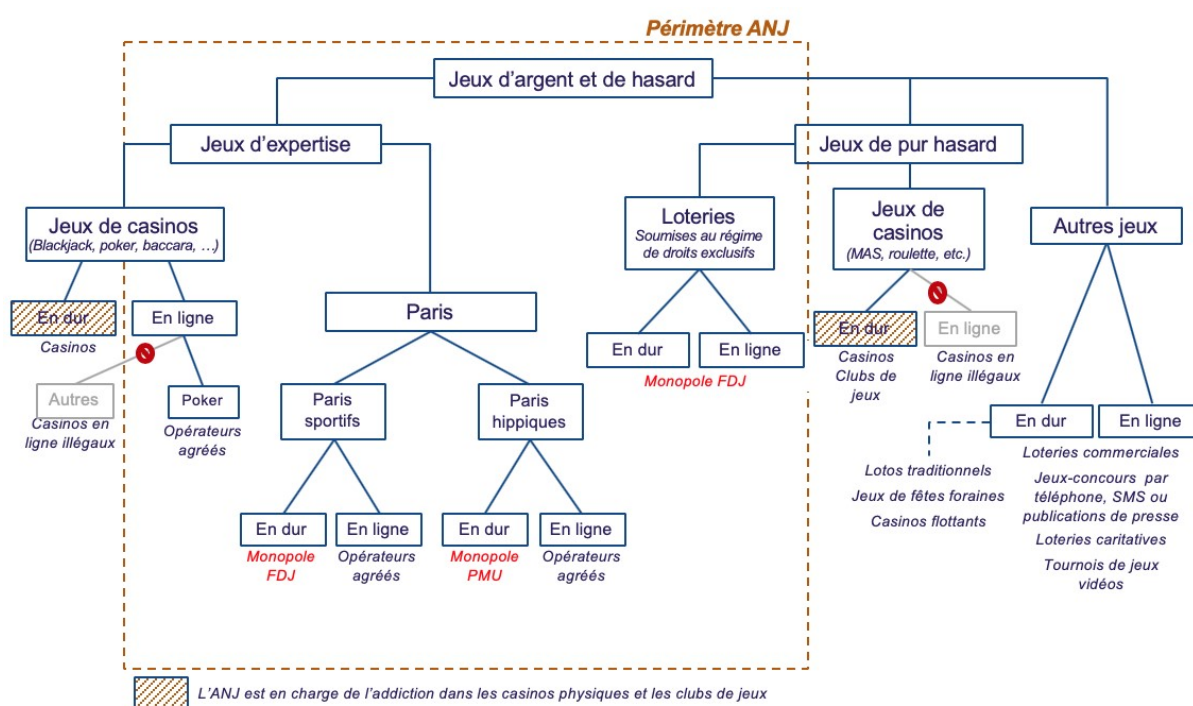 Périmètre ANJ
Jeux d'argent et de hasard
Jeux d'expertise
Jeux de pur hasard
Jeux de casinos
(Blackjack, poker, baccara, …)
Loteries
Soumises au régime
de droits exclusifs
Jeux de
casinos
(MAS, roulette, etc.)
Autres jeux
En dur
Casinos
En ligne
Autres
Casinos en
ligne illégaux
Poker
Opérateurs
agréés
Paris
Paris
sportifs
Paris
hippiques
En dur
Monopole
FDJ
En ligne
Opérateurs
agréés
En dur
Monopole
PMU
En ligne
Opérateurs
agréés
En dur
En ligne
Monopole FDJ
En dur
Casinos
Clubs de
jeux
En ligne
Casinos en
ligne illégaux
En dur
En ligne
Lotos traditionnels
Jeux de fêtes foraines
Casinos flottants
Loteries commerciales
Jeux-concours par
téléphone, SMS ou
publications de presse
Loteries caritatives
Tournois de jeux
vidéos
L'ANJ est en charge de l'addiction dans les casinos physiques et les clubs de jeux